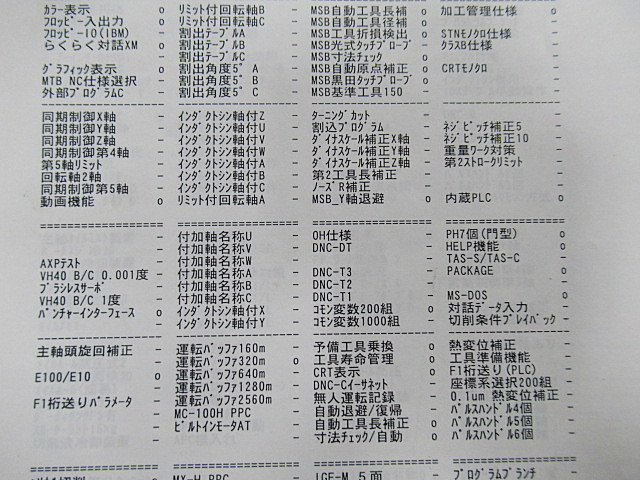 カラー表示 o リミット付回転軸B - MSB自動工具長補 o 加工管理仕様 -
フロッピー入出力 o リミット付回転軸C - MSB自動工具径補 -
フロッピーIO(IBM) - 割出テーブルA - MSB工具折損検出 o STNモノクロ仕様 -
らくらく対話XM o 割出テーブルB - MSB光式タッチプローブ - クラスB仕様 -
割出テーブルC - MSB寸法チェック o
グラフィック表示 o 割出角度5° A - MSB自動原点補正 o CRTモノクロ -
MTB NC仕様選択 - 割出角度5° B - MSB黒田タッチプローブ -
外部プログラムC - 割出角度5° C - MSB基準工具150 -
同期制御X軸 - インダクトシン軸付Z - ターニングカット -
同期制御Y軸 - インダクトシン軸付U - 割込プログラム - ネジピッチ補正5 -
同期制御Z軸 - インダクトシン軸付V - ダイナスケール補正X軸 - ネジピッチ補正10 -
同期制御第4軸 - インダクトシン軸付W - ダイナスケール補正Y軸 - 重量ワーク対策 -
第5軸リミット - インダクトシン軸付A - ダイナスケール補正Z軸 - 第2ストロークリミット -
回転軸2軸 - インダクトシン軸付B - 第2工具長補正 -
同期制御第5軸 - インダクトシン軸付C - ノーズR補正 -
動画機能 o リミット付回転軸A - MSB_Y軸退避 o 内蔵PLC o
付加軸名称U - OH仕様 - PH7個(門型) o
付加軸名称V - DNC-DT - HELP機能 o
AXPテスト - 付加軸名称W - TAS-S/TAS-C -
VH40 B/C 0.001度 - 付加軸名称A - DNC-T3 - PACKAGE o
ブラシレスサーボ - 付加軸名称B - DNC-T2 -
VH40 B/C 1度 - 付加軸名称C - DNC-T1 - MS-DOS o
パンチャーインターフェース o インダクトシン軸付X - コモン変数200組 o 対話データ入力 -
インダクトシン軸付Y - コモン変数1000組 - 切削条件プレイバック -
主軸頭旋回補正 - 運転バッファ160m - 予備工具乗換 o 熱変位補正 -
運転バッファ320m o 工具寿命管理 o 工具準備機能 -
E100/E10 o 運転バッファ640m - CRT表示 o F1桁送り(PLC) -
運転バッファ1280m - DNC-Cイーサネット - 座標系選択200組 -
F1桁送りパラメータ - 運転バッファ2560m - 無人運転記録 - 0.1um 熱変位補正 -
MC-100H PPC - 自動退避/復帰 - パルスハンドル4個 -
ビルトインモータAT - 自動工具長補正 o パルスハンドル5個 -
寸法チェック/自動 o パルスハンドル6個 -
MX-H PPC - LGF-M 5面 - プログラムブランチ -